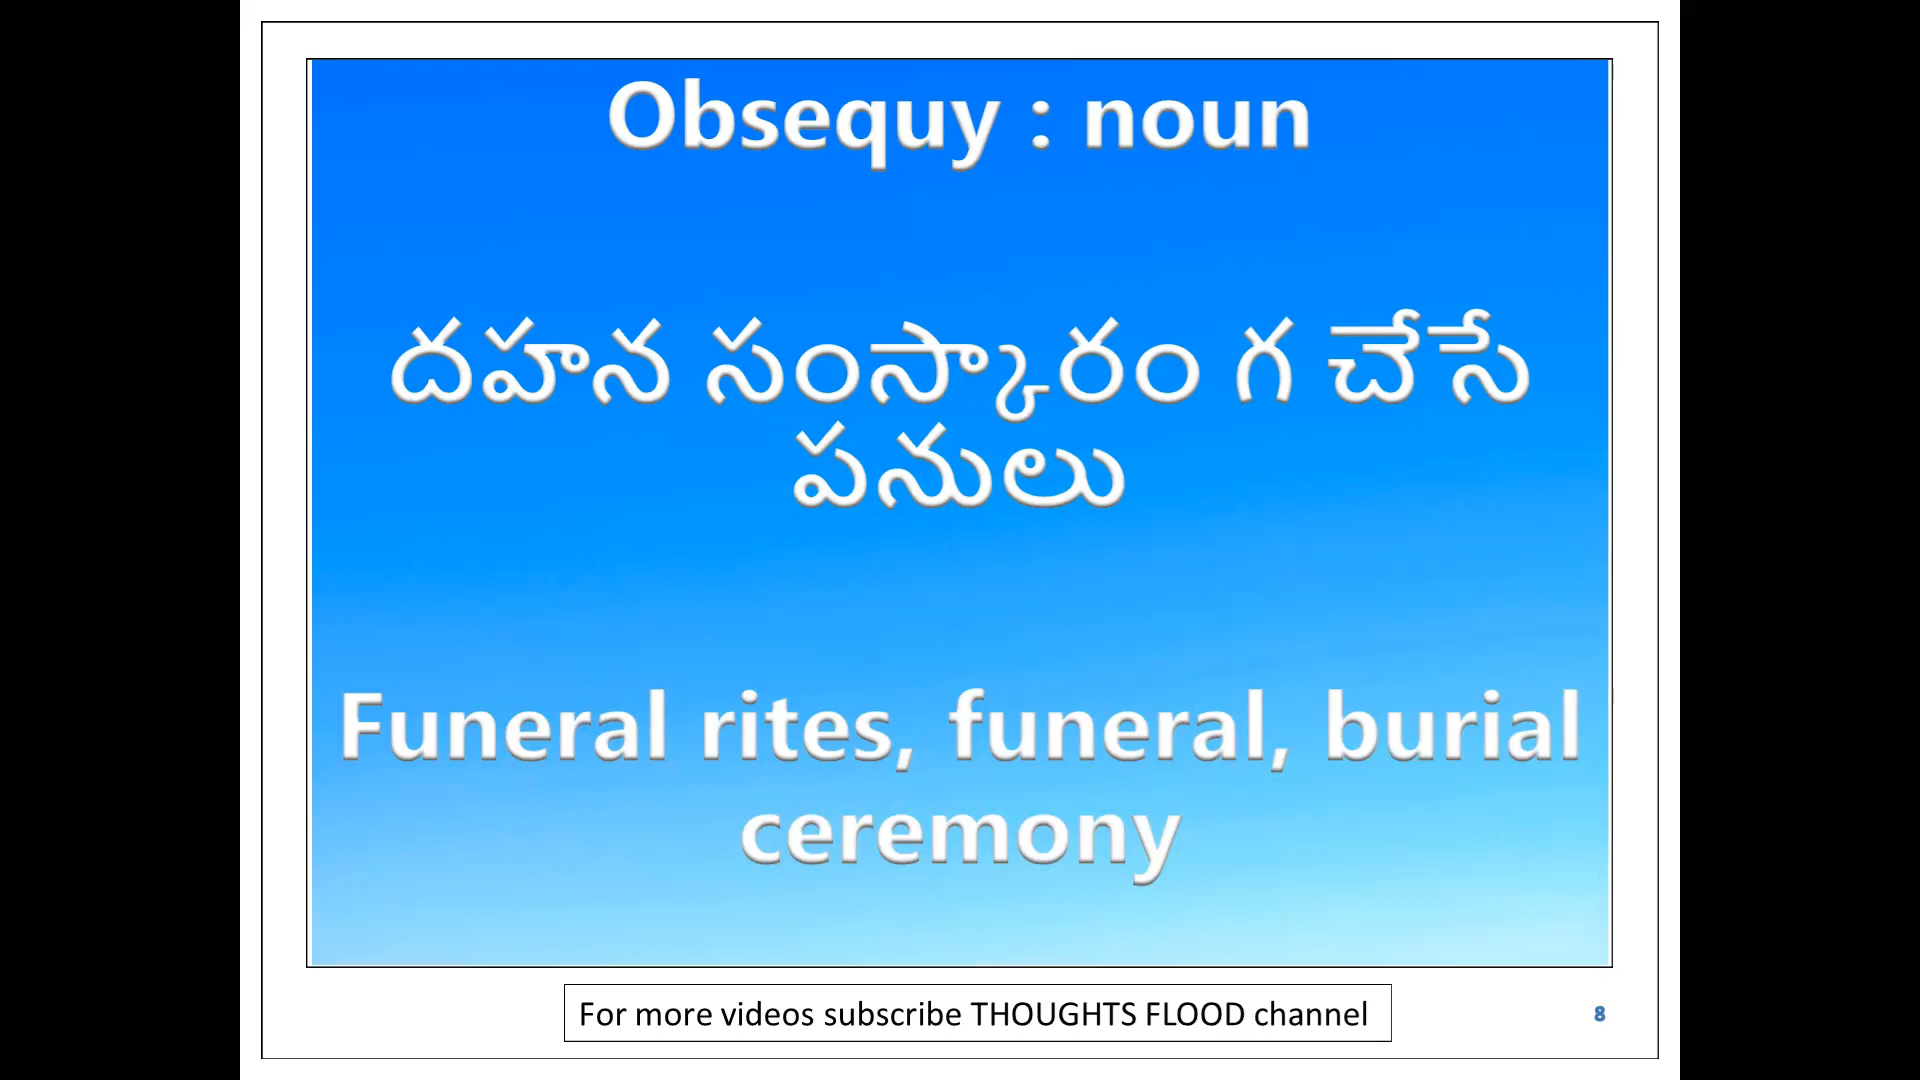 Obsequy : noun
దహన సంస్కారం గ చేసే
పనులు
Funeral rites, funeral, burial
ceremony
For more videos subscribe THOUGHTS FLOOD channel
8